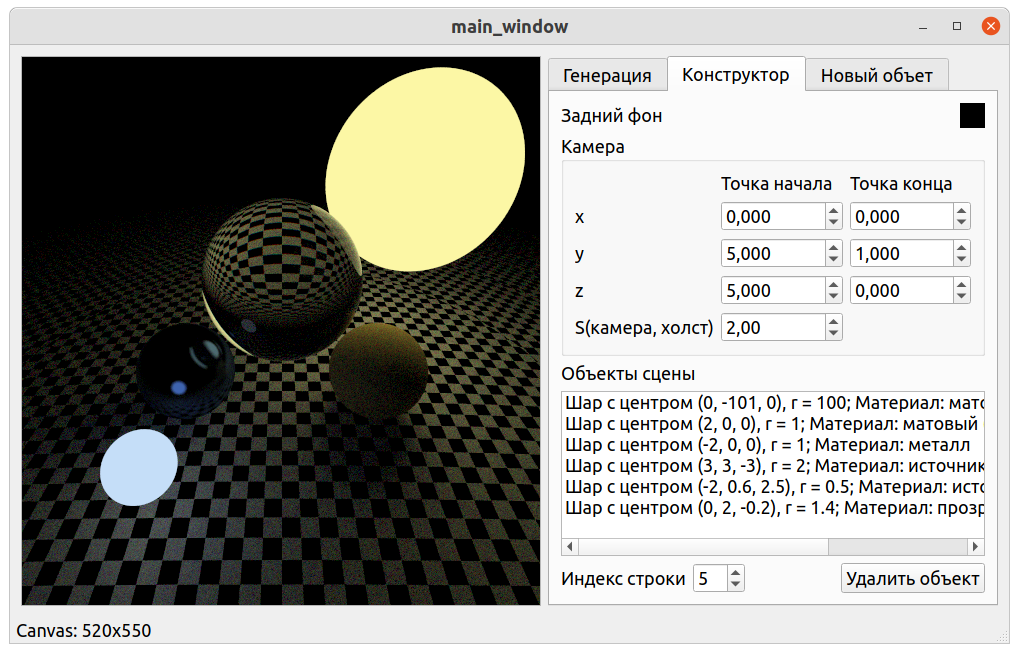 main_window
Генерация Конструктор Новый объет
Задний фон
Камера
Точка начала Точка конца
x 0,000 0,000
y 5,000 1,000
z 5,000 0,000
S(камера, холст) 2,00
Объекты сцены
Шар с центром (0, -101, 0), r = 100; Материал: мато
Шар с центром (2, 0, 0), r = 1; Материал: матовый
Шар с центром (-2, 0, 0), r = 1; Материал: металл
Шар с центром (3, 3, -3), r = 2; Материал: источник
Шар с центром (-2, 0.6, 2.5), r = 0.5; Материал: исто
Шар с центром (0, 2, -0.2), r = 1.4; Материал: прозр
Индекс строки 5 Удалить объект
Canvas: 520x550